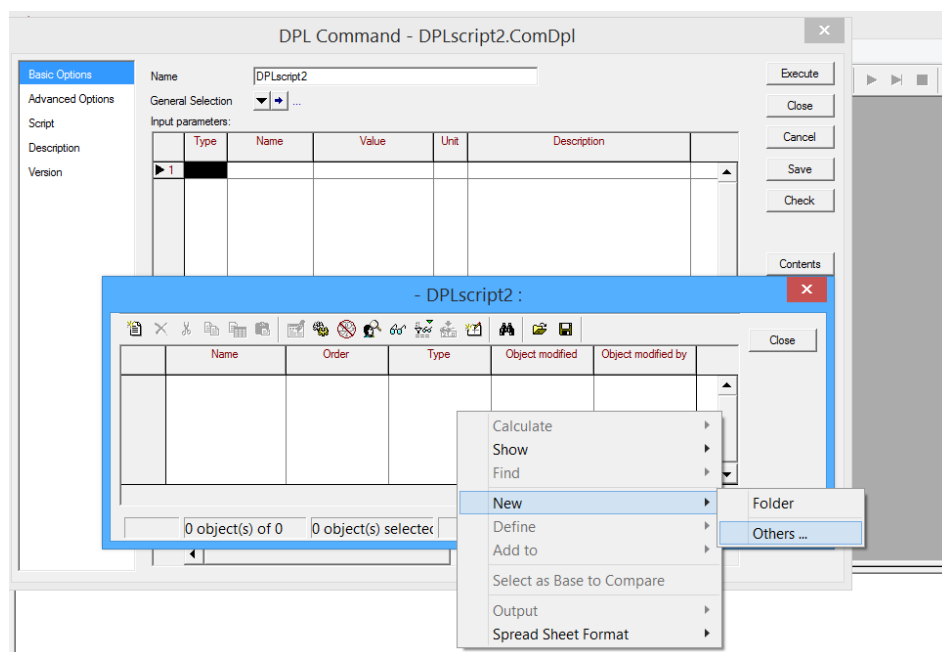 DPL Command - DPLscript2.ComDpl
Basic Options
Advanced Options
Script
Description
Version
Name DPLscript2
General Selection ...
Input parameters:
Type Name Value Unit Description
1
Execute
Close
Cancel
Save
Check
Contents
- DPLscript2 :
Close
Name Order Type Object modified Object modified by
0 object(s) of 0 0 object(s) selected
Calculate
Show
Find
New
Define
Add to
Select as Base to Compare
Output
Spread Sheet Format
Folder
Others ...